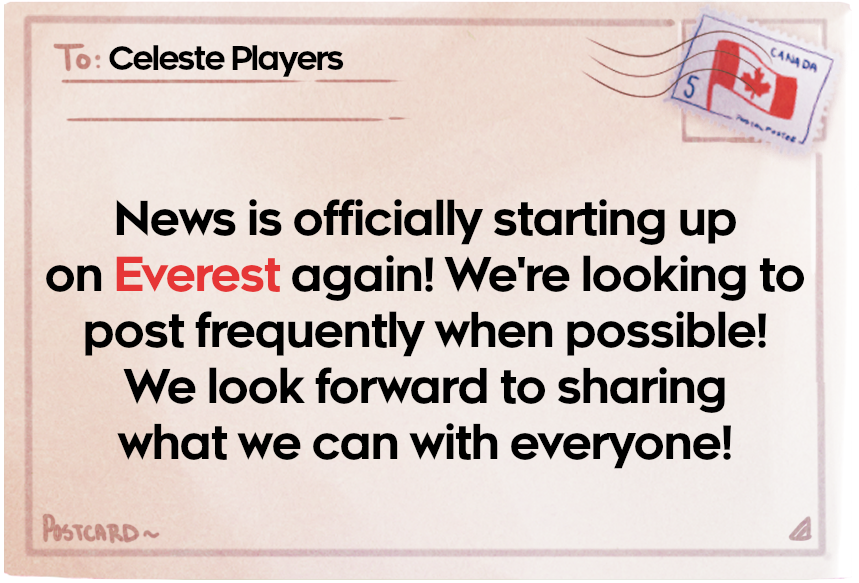 To: Celeste Players
CANADA
5
News is officially starting up
on Everest again! We're looking to
post frequently when possible!
We look forward to sharing
what we can with everyone!
POSTCARD~